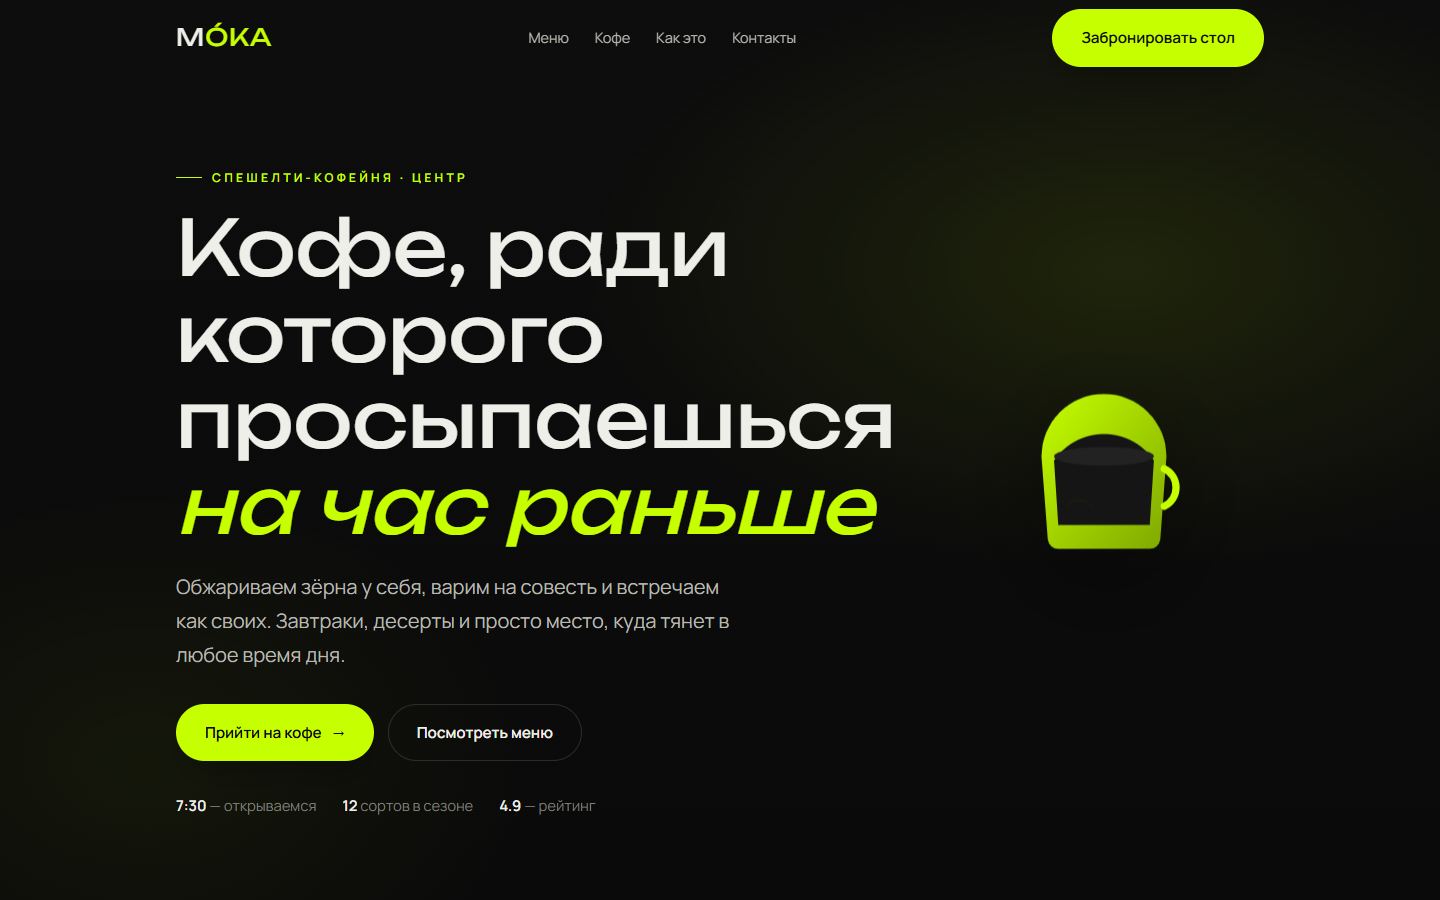 MÓKA
Меню
Кофе
Как это
Контакты
Забронировать стол
СПЕШЕЛТИ-КОФЕЙНЯ · ЦЕНТР
Кофе, ради
которого
просыпаешься
на час раньше
Обжариваем зёрна у себя, варим на совесть и встречаем
как своих. Завтраки, десерты и просто место, куда тянет в
любое время дня.
Прийти на кофе →
Посмотреть меню
7:30 — открываемся
12 сортов в сезоне
4.9 — рейтинг